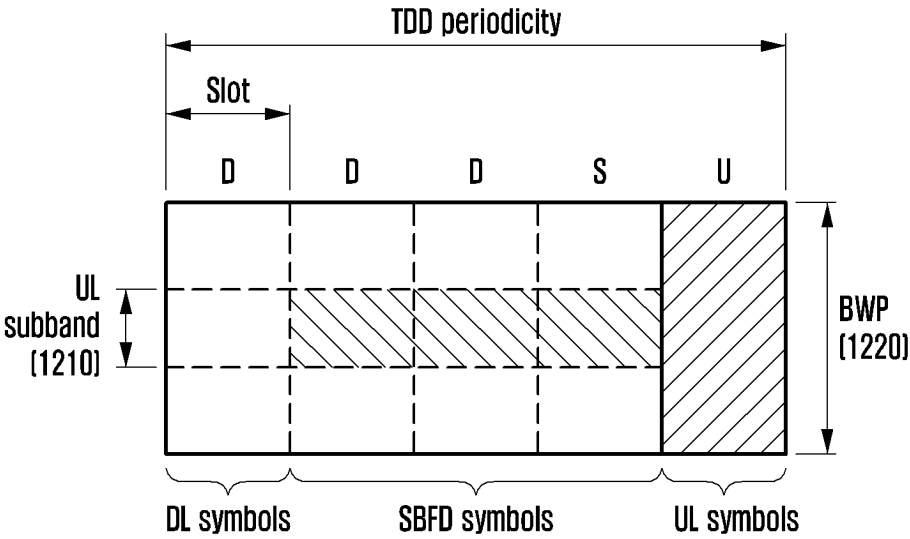 TDD periodicity
Slot
D D D S U
UL
subband
(1210)
BWP
(1220)
DL symbols SBFD symbols UL symbols